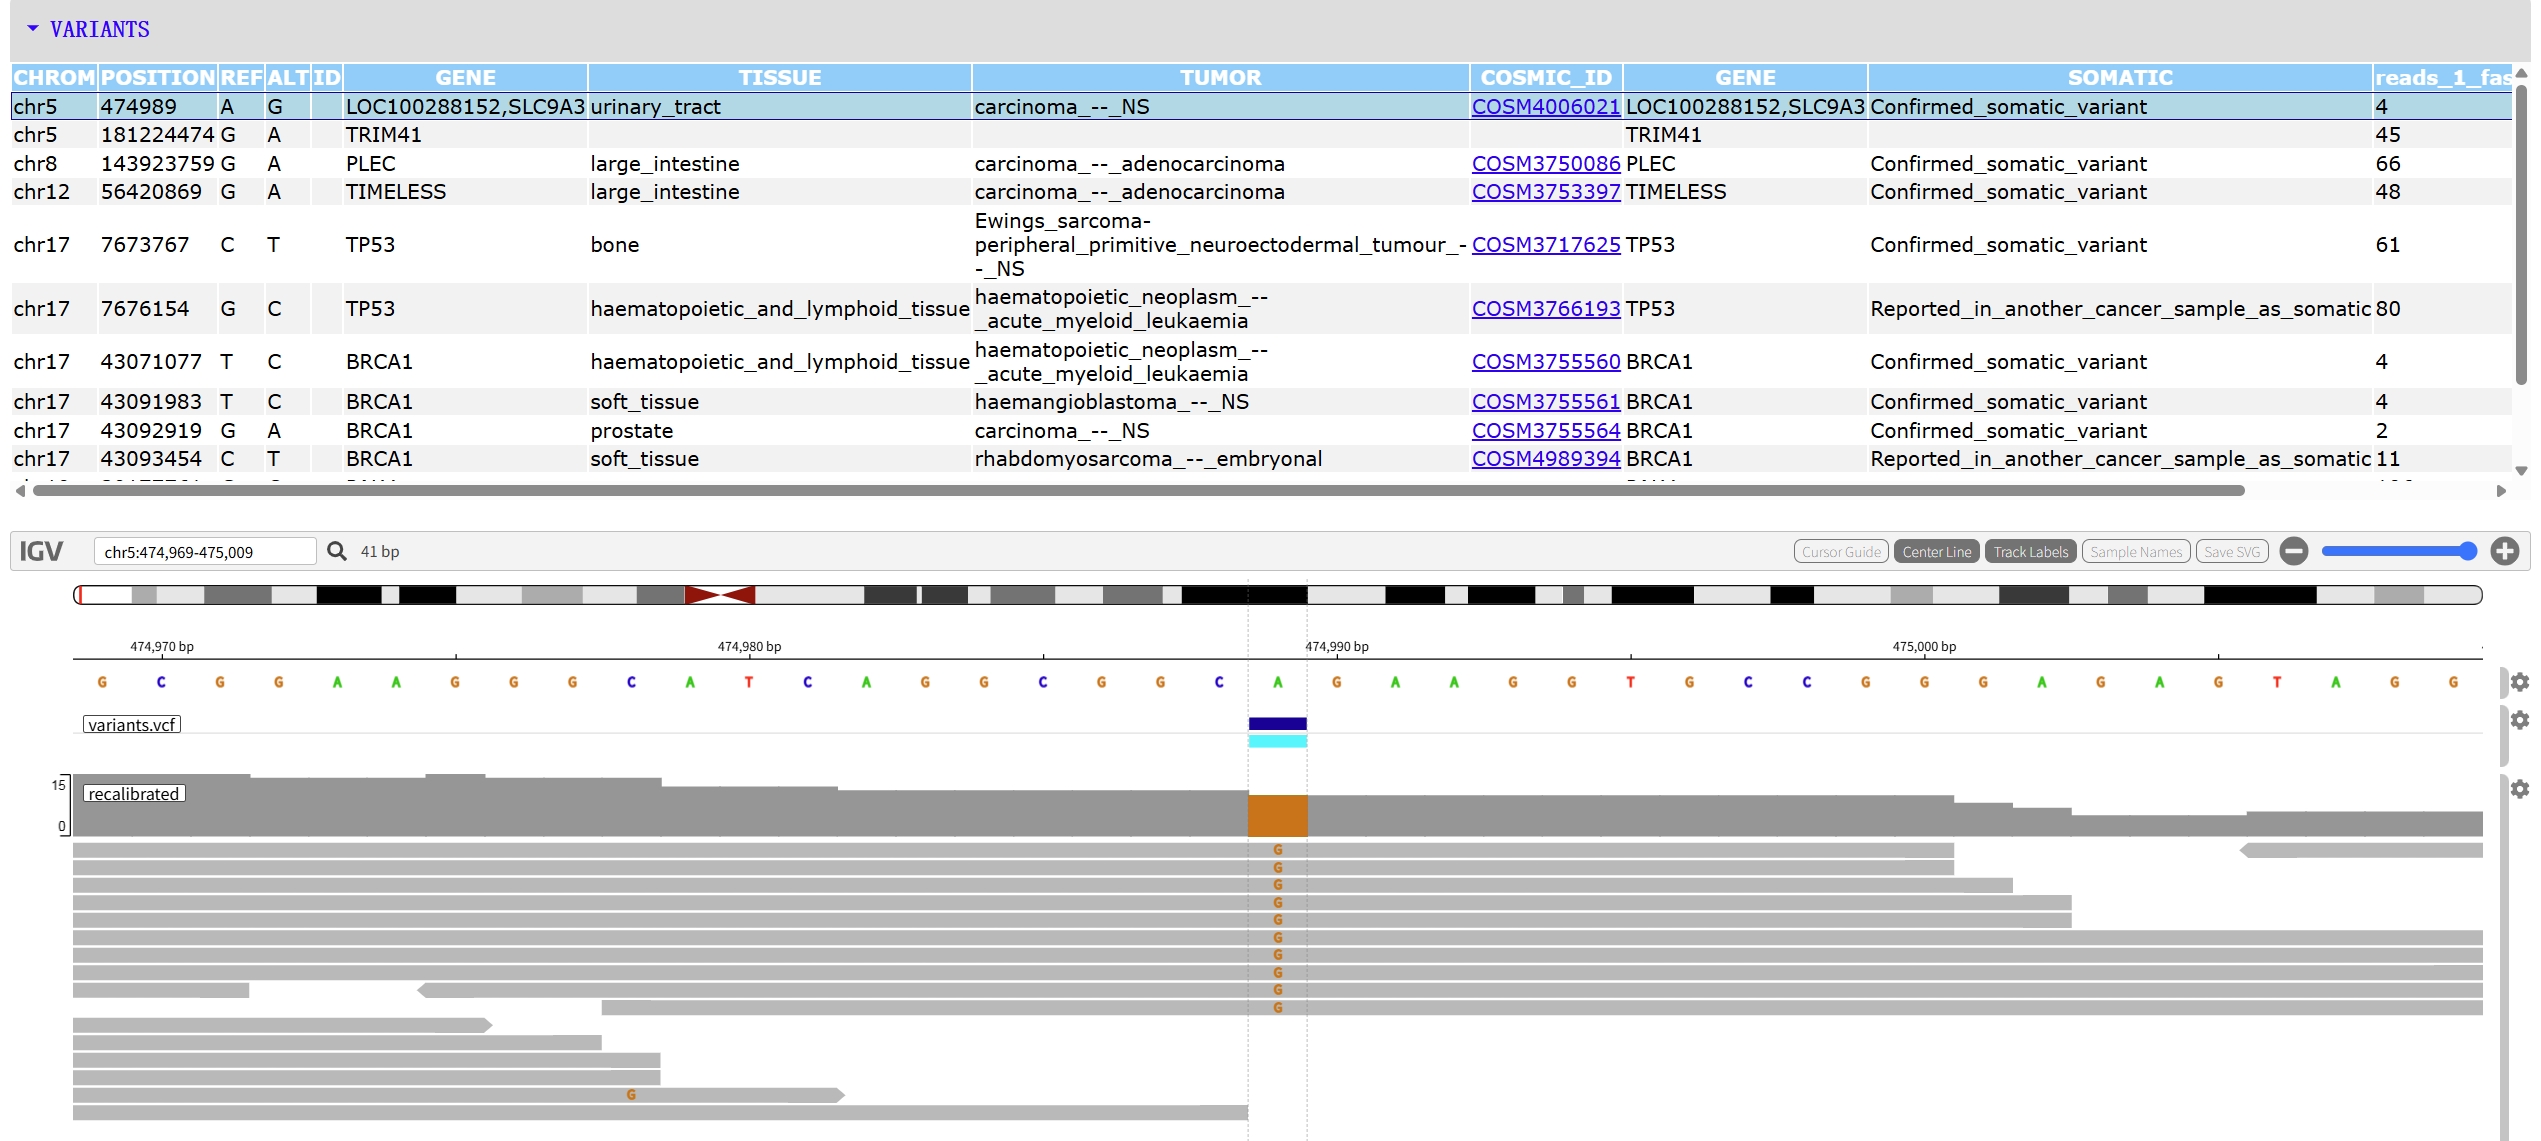 VARIANTS
CHROM POSITION REF ALT ID GENE TISSUE TUMOR COSMIC_ID GENE SOMATIC reads_1_fas
chr5 474989 A G LOC100288152,SLC9A3 urinary_tract carcinoma_--_NS COSM4006021 LOC100288152,SLC9A3 Confirmed_somatic_variant 4
chr5 181224474 G A TRIM41 TRIM41 45
chr8 143923759 G A PLEC large_intestine carcinoma_--_adenocarcinoma COSM3750086 PLEC Confirmed_somatic_variant 66
chr12 56420869 G A TIMELESS large_intestine carcinoma_--_adenocarcinoma COSM3753397 TIMELESS Confirmed_somatic_variant 48
Ewings_sarcoma-
chr17 7673767 C T TP53 bone peripheral_primitive_neuroectodermal_tumour_- COSM3717625 TP53 Confirmed_somatic_variant 61
-_NS
haematopoietic_neoplasm_--
chr17 7676154 G C TP53 haematopoietic_and_lymphoid_tissue COSM3766193 TP53 Reported_in_another_cancer_sample_as_somatic 80
_acute_myeloid_leukaemia
haematopoietic_neoplasm_--
chr17 43071077 T C BRCA1 haematopoietic_and_lymphoid_tissue COSM3755560 BRCA1 Confirmed_somatic_variant 4
_acute_myeloid_leukaemia
chr17 43091983 T C BRCA1 soft_tissue haemangioblastoma_--_NS COSM3755561 BRCA1 Confirmed_somatic_variant 4
chr17 43092919 G A BRCA1 prostate carcinoma_--_NS COSM3755564 BRCA1 Confirmed_somatic_variant 2
chr17 43093454 C T BRCA1 soft_tissue rhabdomyosarcoma_--_embryonal COSM4989394 BRCA1 Reported_in_another_cancer_sample_as_somatic 11
IGV chr5:474,969-475,009 41 bp Cursor Guide Center Line Track Labels Sample Names Save SVG
474,970 bp 474,980 bp 474,990 bp 475,000 bp
G C G G A A G G G C A T C A G G C G G C A G A A G G T G C C G G G A G A G T A G G
variants.vcf
15
recalibrated
0
G
G
G
G
G
G
G
G
G
G
G